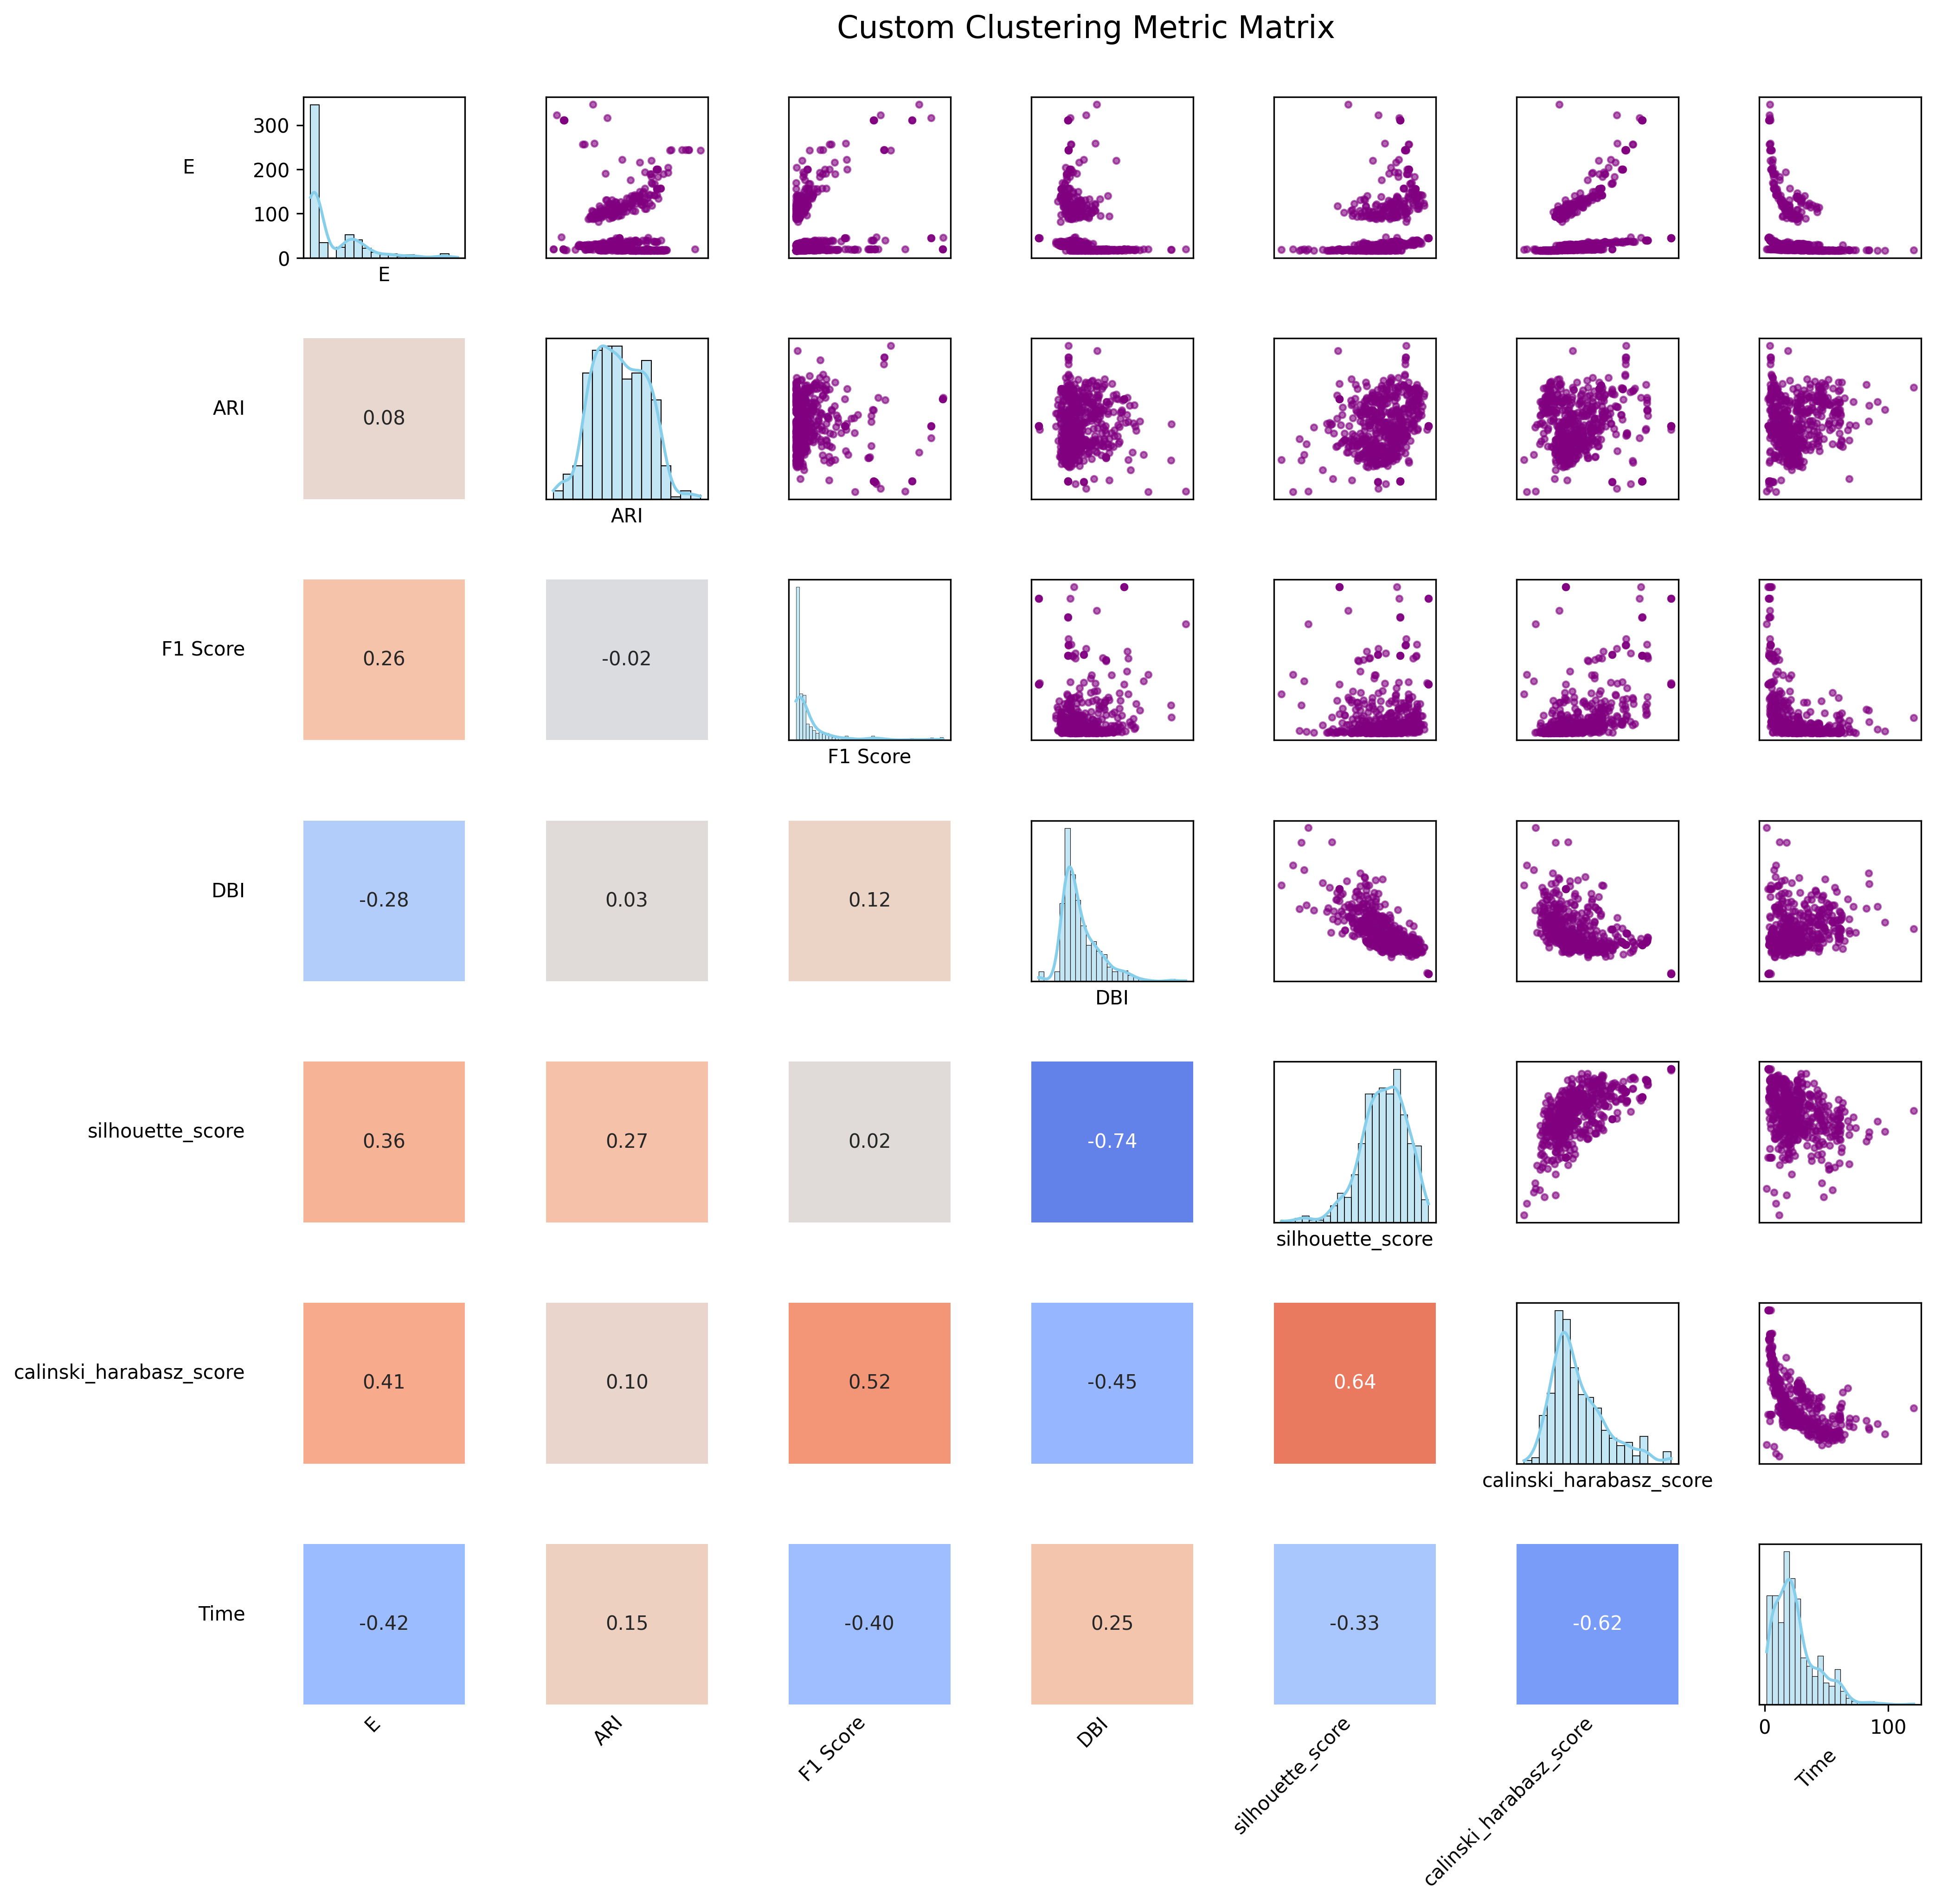 Custom Clustering Metric Matrix
300
200
100
0
E
E
ARI
0.08
ARI
F1 Score
0.26
-0.02
F1 Score
DBI
-0.28
0.03
0.12
DBI
silhouette_score
0.36
0.27
0.02
-0.74
silhouette_score
calinski_harabasz_score
0.41
0.10
0.52
-0.45
0.64
calinski_harabasz_score
Time
-0.42
0.15
-0.40
0.25
-0.33
-0.62
0
100
E
ARI
F1 Score
DBI
silhouette_score
calinski_harabasz_score
Time